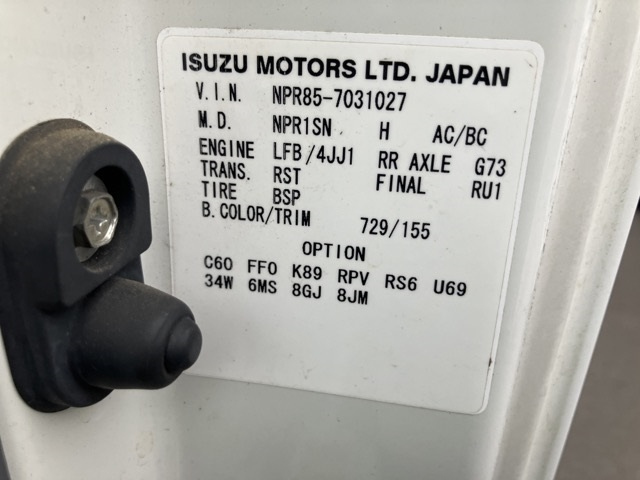 ISUZU MOTORS LTD. JAPAN
V.I.N. NPR85-7031027
M.D. NPR1SN H AC/BC
ENGINE LFB/4JJ1 RR AXLE G73
TRANS. RST FINAL RU1
TIRE BSP
B.COLOR/TRIM 729/155
OPTION
C60 FF0 K89 RPV RS6 U69
34W 6MS 8GJ 8JM